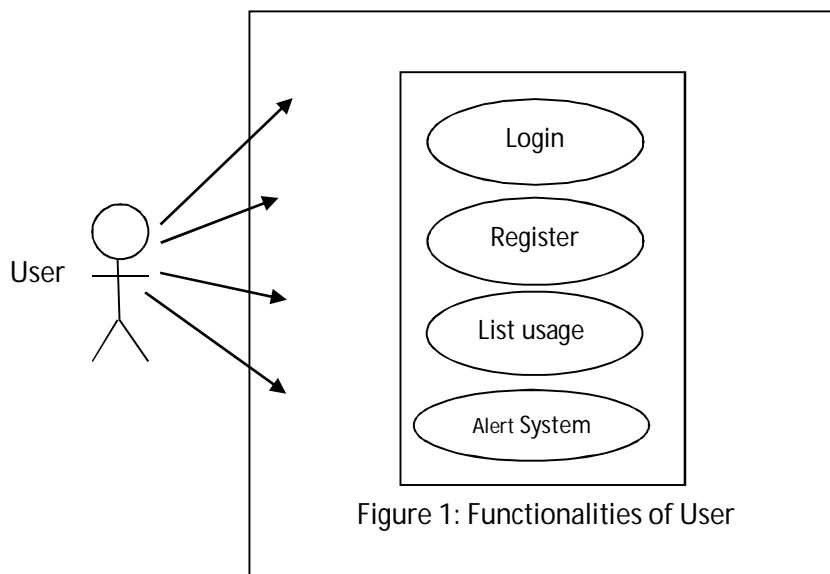 Login
Register
User
List usage
Alert System
Figure 1: Functionalities of User